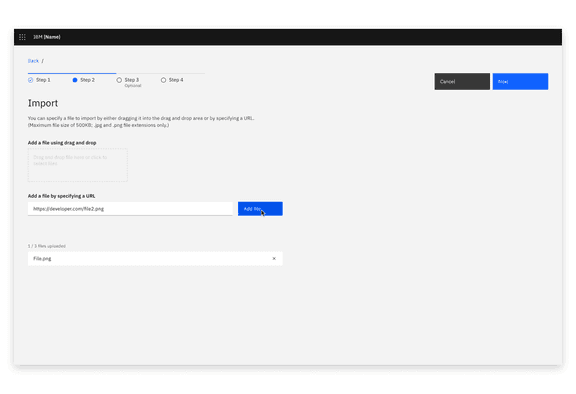 IBM [Name]
Back /
Step 1
Step 2
Step 3
Optional
Step 4
Cancel
Next
Import
You can specify a file to import by either dragging it into the drag and drop area or by specifying a URL.
(Maximum file size of 500KB; .jpg and .png file extensions only.)
Add a file using drag and drop
Drag and drop files here or click to
Add a file by specifying a URL
https://developer.com/file2.png
Add file
files uploaded
File.png